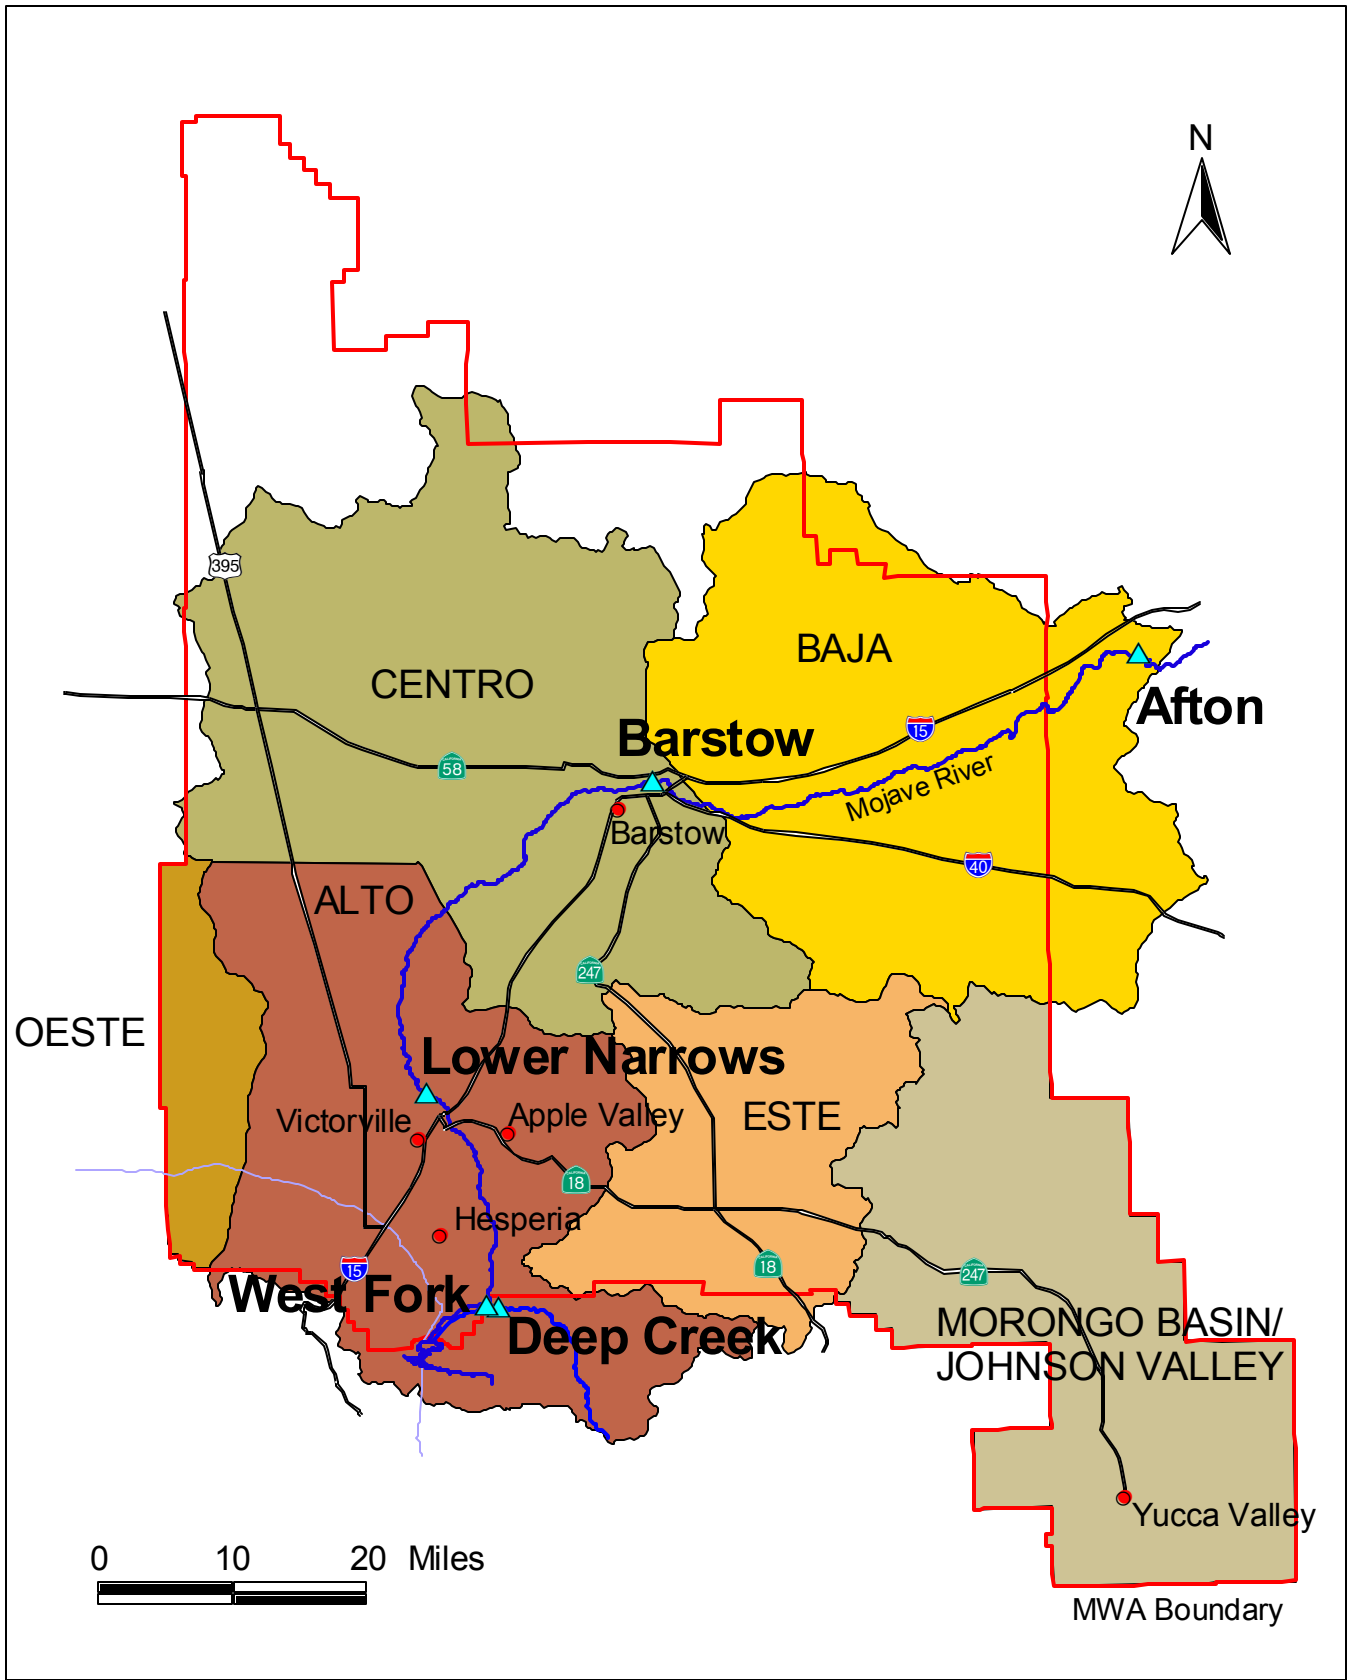 N
395
CENTRO
BAJA
Afton
Barstow
15
58
Mojave River
Barstow
40
ALTO
247
OESTE
Lower Narrows
Victorville
Apple Valley
ESTE
18
Hesperia
15
18
247
West Fork
Deep Creek
MORONGO BASIN/
JOHNSON VALLEY
Yucca Valley
0 10 20 Miles
MWA Boundary